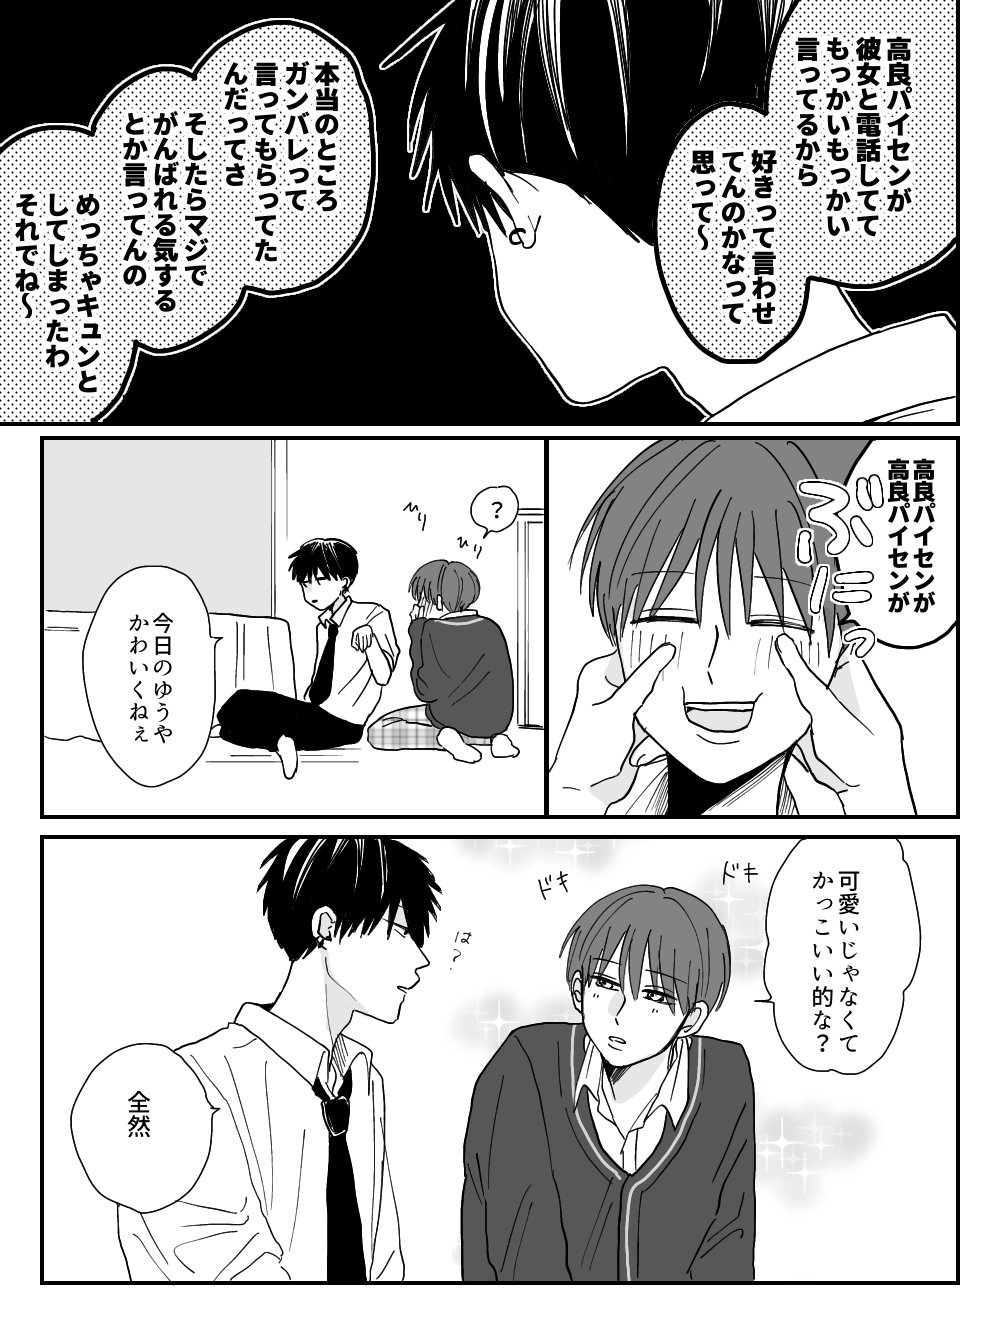 高良パイセンが
彼女と電話してて
もっかいもっかい
言ってるから
好きって言わせ
てんのかなって
思って〜
本当のところ
ガンバレって
言ってもらってた
んだってさ
そしたらマジで
がんばれる気する
とか言ってんの
めっちゃキュンと
してしまったわ
それでね〜
高良パイセンが
高良パイセンが
ぶにっ
？
ヒリ
ヒリ
今日のゆうや
かわいくねぇ
可愛いじゃなくて
かっこいい的な？
ドキ
ドキ
は？
全然